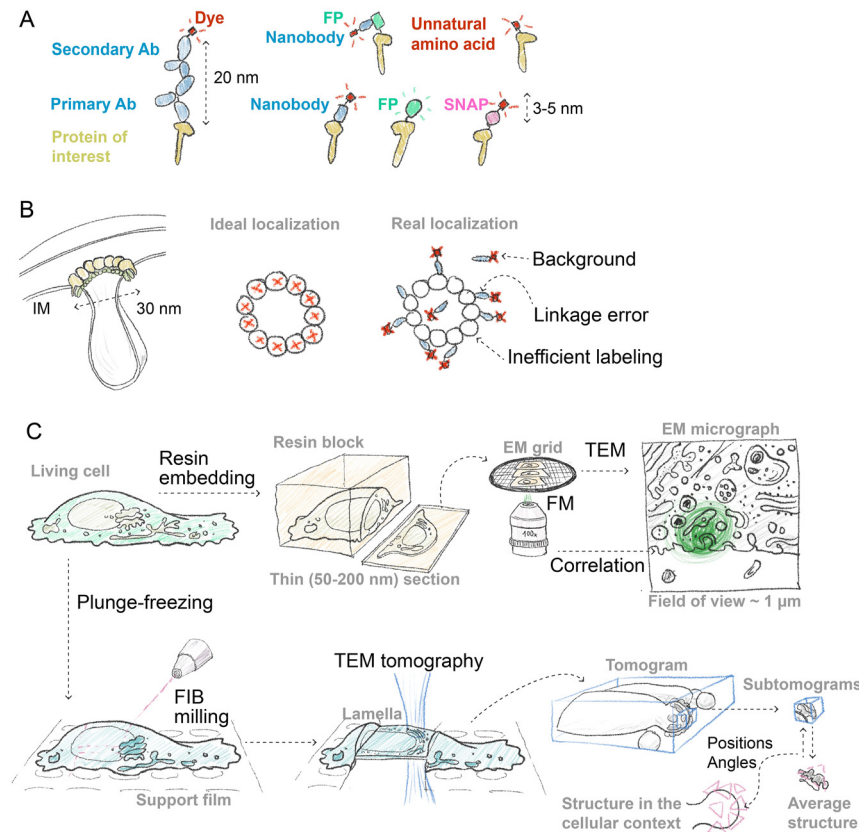 A
Dye
Secondary Ab
20 nm
Primary Ab
Protein of
interest
FP
Nanobody
Unnatural
amino acid
Nanobody
FP
SNAP
3-5 nm
B
Ideal localization
Real localization
IM
30 nm
Background
Linkage error
Inefficient labeling
C
Living cell
Resin
embedding
Resin block
Thin (50-200 nm) section
EM grid
FM
100x
TEM
Correlation
EM micrograph
Field of view ~ 1 μm
Plunge-freezing
FIB
milling
Support film
TEM tomography
Lamella
Tomogram
Subtomograms
Positions
Angles
Structure in the
cellular context
Average
structure